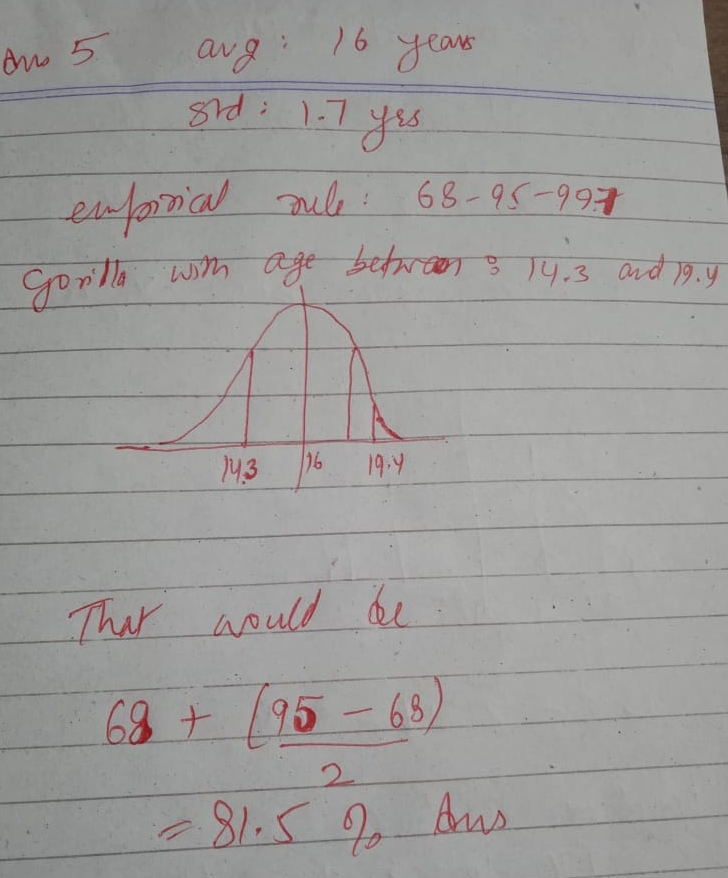 Ans 5 avg: 16 years
std: 1.7 yrs
empirical rule: 68-95-99.7
Gorilla with age between: 14.3 and 19.4
14.3 16 19.4
That would be
68 + (95 - 68)
2
= 81.5 % Ans